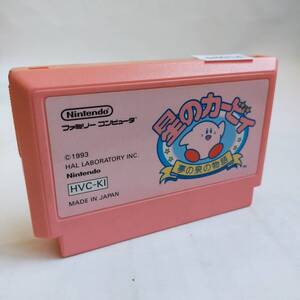 Nintendo
ファミリー コンピュータ
©1993
HAL LABORATORY INC.
Nintendo
HVC-KI
MADE IN JAPAN
星のカービィ
夢の泉の物語